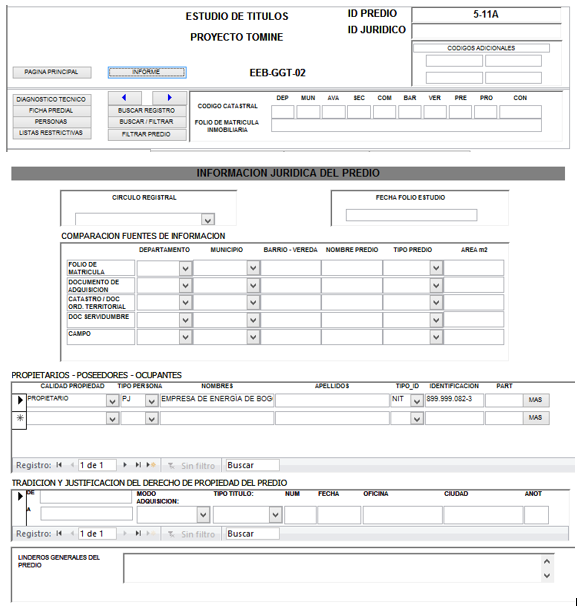 ESTUDIO DE TITULOS
PROYECTO TOMINE
ID PREDIO 5-11A
ID JURIDICO
CODIGOS ADICIONALES
PAGINA PRINCIPAL INFORME EEB-GGT-02
DIAGNOSTICO TECNICO
FICHA PREDIAL BUSCAR REGISTRO
PERSONAS BUSCAR / FILTRAR
LISTAS RESTRICTIVAS FILTRAR PREDIO
DEP MUN AVA SEC COM BAR VER PRE PRO CON
CODIGO CATASTRAL
FOLIO DE MATRICULA
INMOBILIARIA
INFORMACION JURIDICA DEL PREDIO
CIRCULO REGISTRAL FECHA FOLIO ESTUDIO
COMPARACION FUENTES DE INFORMACION
DEPARTAMENTO MUNICIPIO BARRIO - VEREDA NOMBRE PREDIO TIPO PREDIO AREA m2
FOLIO DE
MATRICULA
DOCUMENTO DE
ADQUISICION
CATASTRO / DOC
ORD. TERRITORIAL
DOC SERVIDUMBRE
CAMPO
PROPIETARIOS - POSEEDORES - OCUPANTES
CALIDAD PROPIEDAD TIPO PERSONA NOMBRES APELLIDOS TIPO_ID IDENTIFICACION PART
PROPIETARIO PJ EMPRESA DE ENERGIA DE BOG NIT 899.999.082-3 MAS
MAS
Registro: 1 de 1 Sin filtro Buscar
TRADICION Y JUSTIFICACION DEL DERECHO DE PROPIEDAD DEL PREDIO
DE MODO TIPO TITULO: NUM FECHA OFICINA CIUDAD ANOT
ADQUISICION:
A
Registro: 1 de 1 Sin filtro Buscar
LINDEROS GENERALES DEL
PREDIO